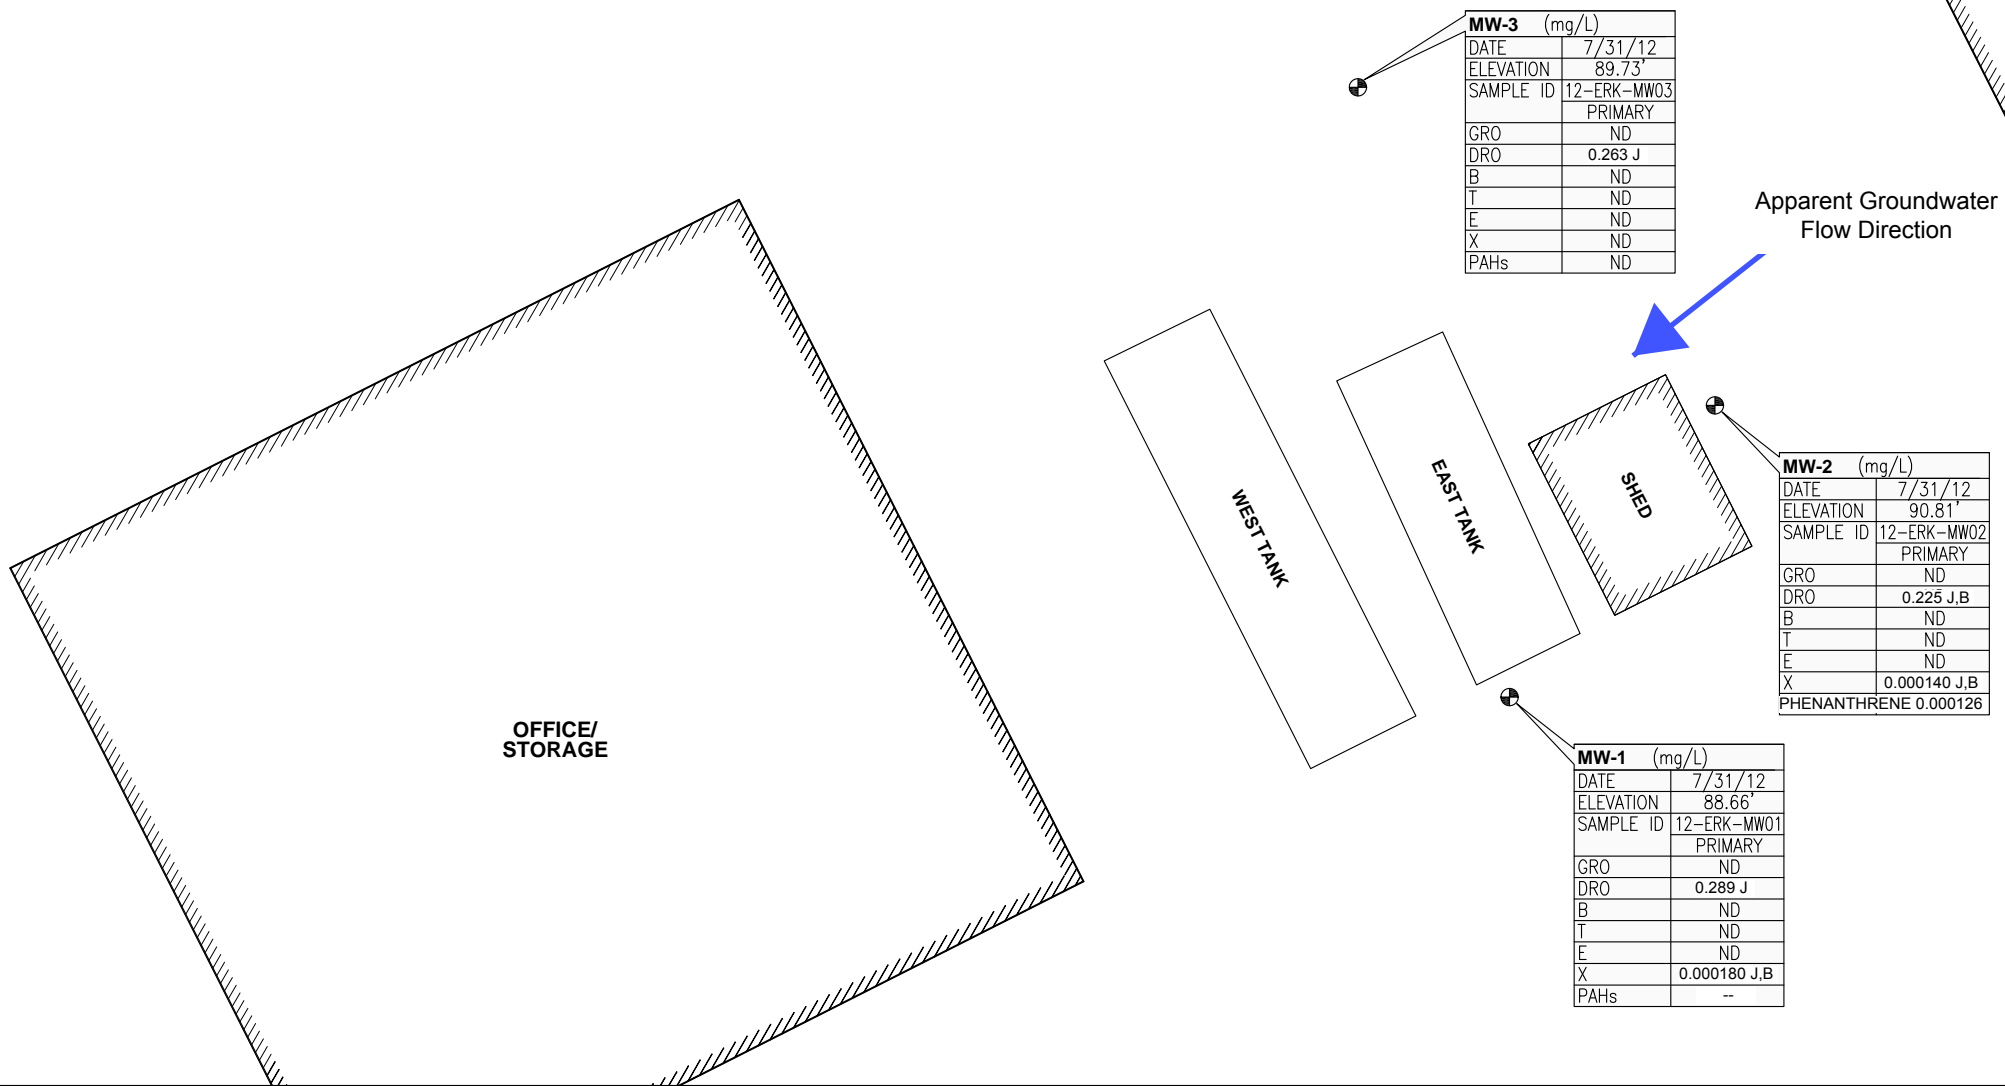 MW-3 (mg/L)
DATE 7/31/12
ELEVATION 89.73'
SAMPLE ID 12-ERK-MW03
PRIMARY
GRO ND
DRO 0.263 J
B ND
T ND
E ND
X ND
PAHs ND
Apparent Groundwater
Flow Direction
WEST TANK
EAST TANK
SHED
MW-2 (mg/L)
DATE 7/31/12
ELEVATION 90.81'
SAMPLE ID 12-ERK-MW02
PRIMARY
GRO ND
DRO 0.225 J,B
B ND
T ND
E ND
X 0.000140 J,B
PHENANTHRENE 0.000126
OFFICE/
STORAGE
MW-1 (mg/L)
DATE 7/31/12
ELEVATION 88.66'
SAMPLE ID 12-ERK-MW01
PRIMARY
GRO ND
DRO 0.289 J
B ND
T ND
E ND
X 0.000180 J,B
PAHs --